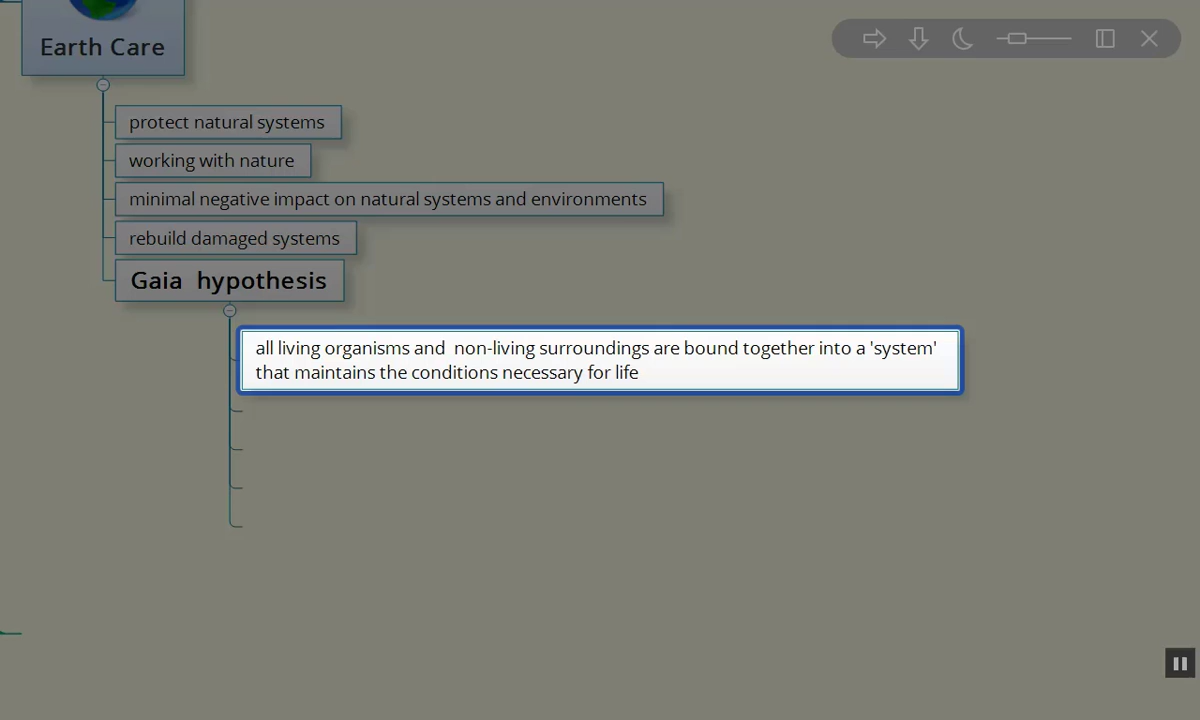 Earth Care
protect natural systems
working with nature
minimal negative impact on natural systems and environments
rebuild damaged systems
Gaia  hypothesis
all living organisms and  non-living surroundings are bound together into a 'system'
that maintains the conditions necessary for life